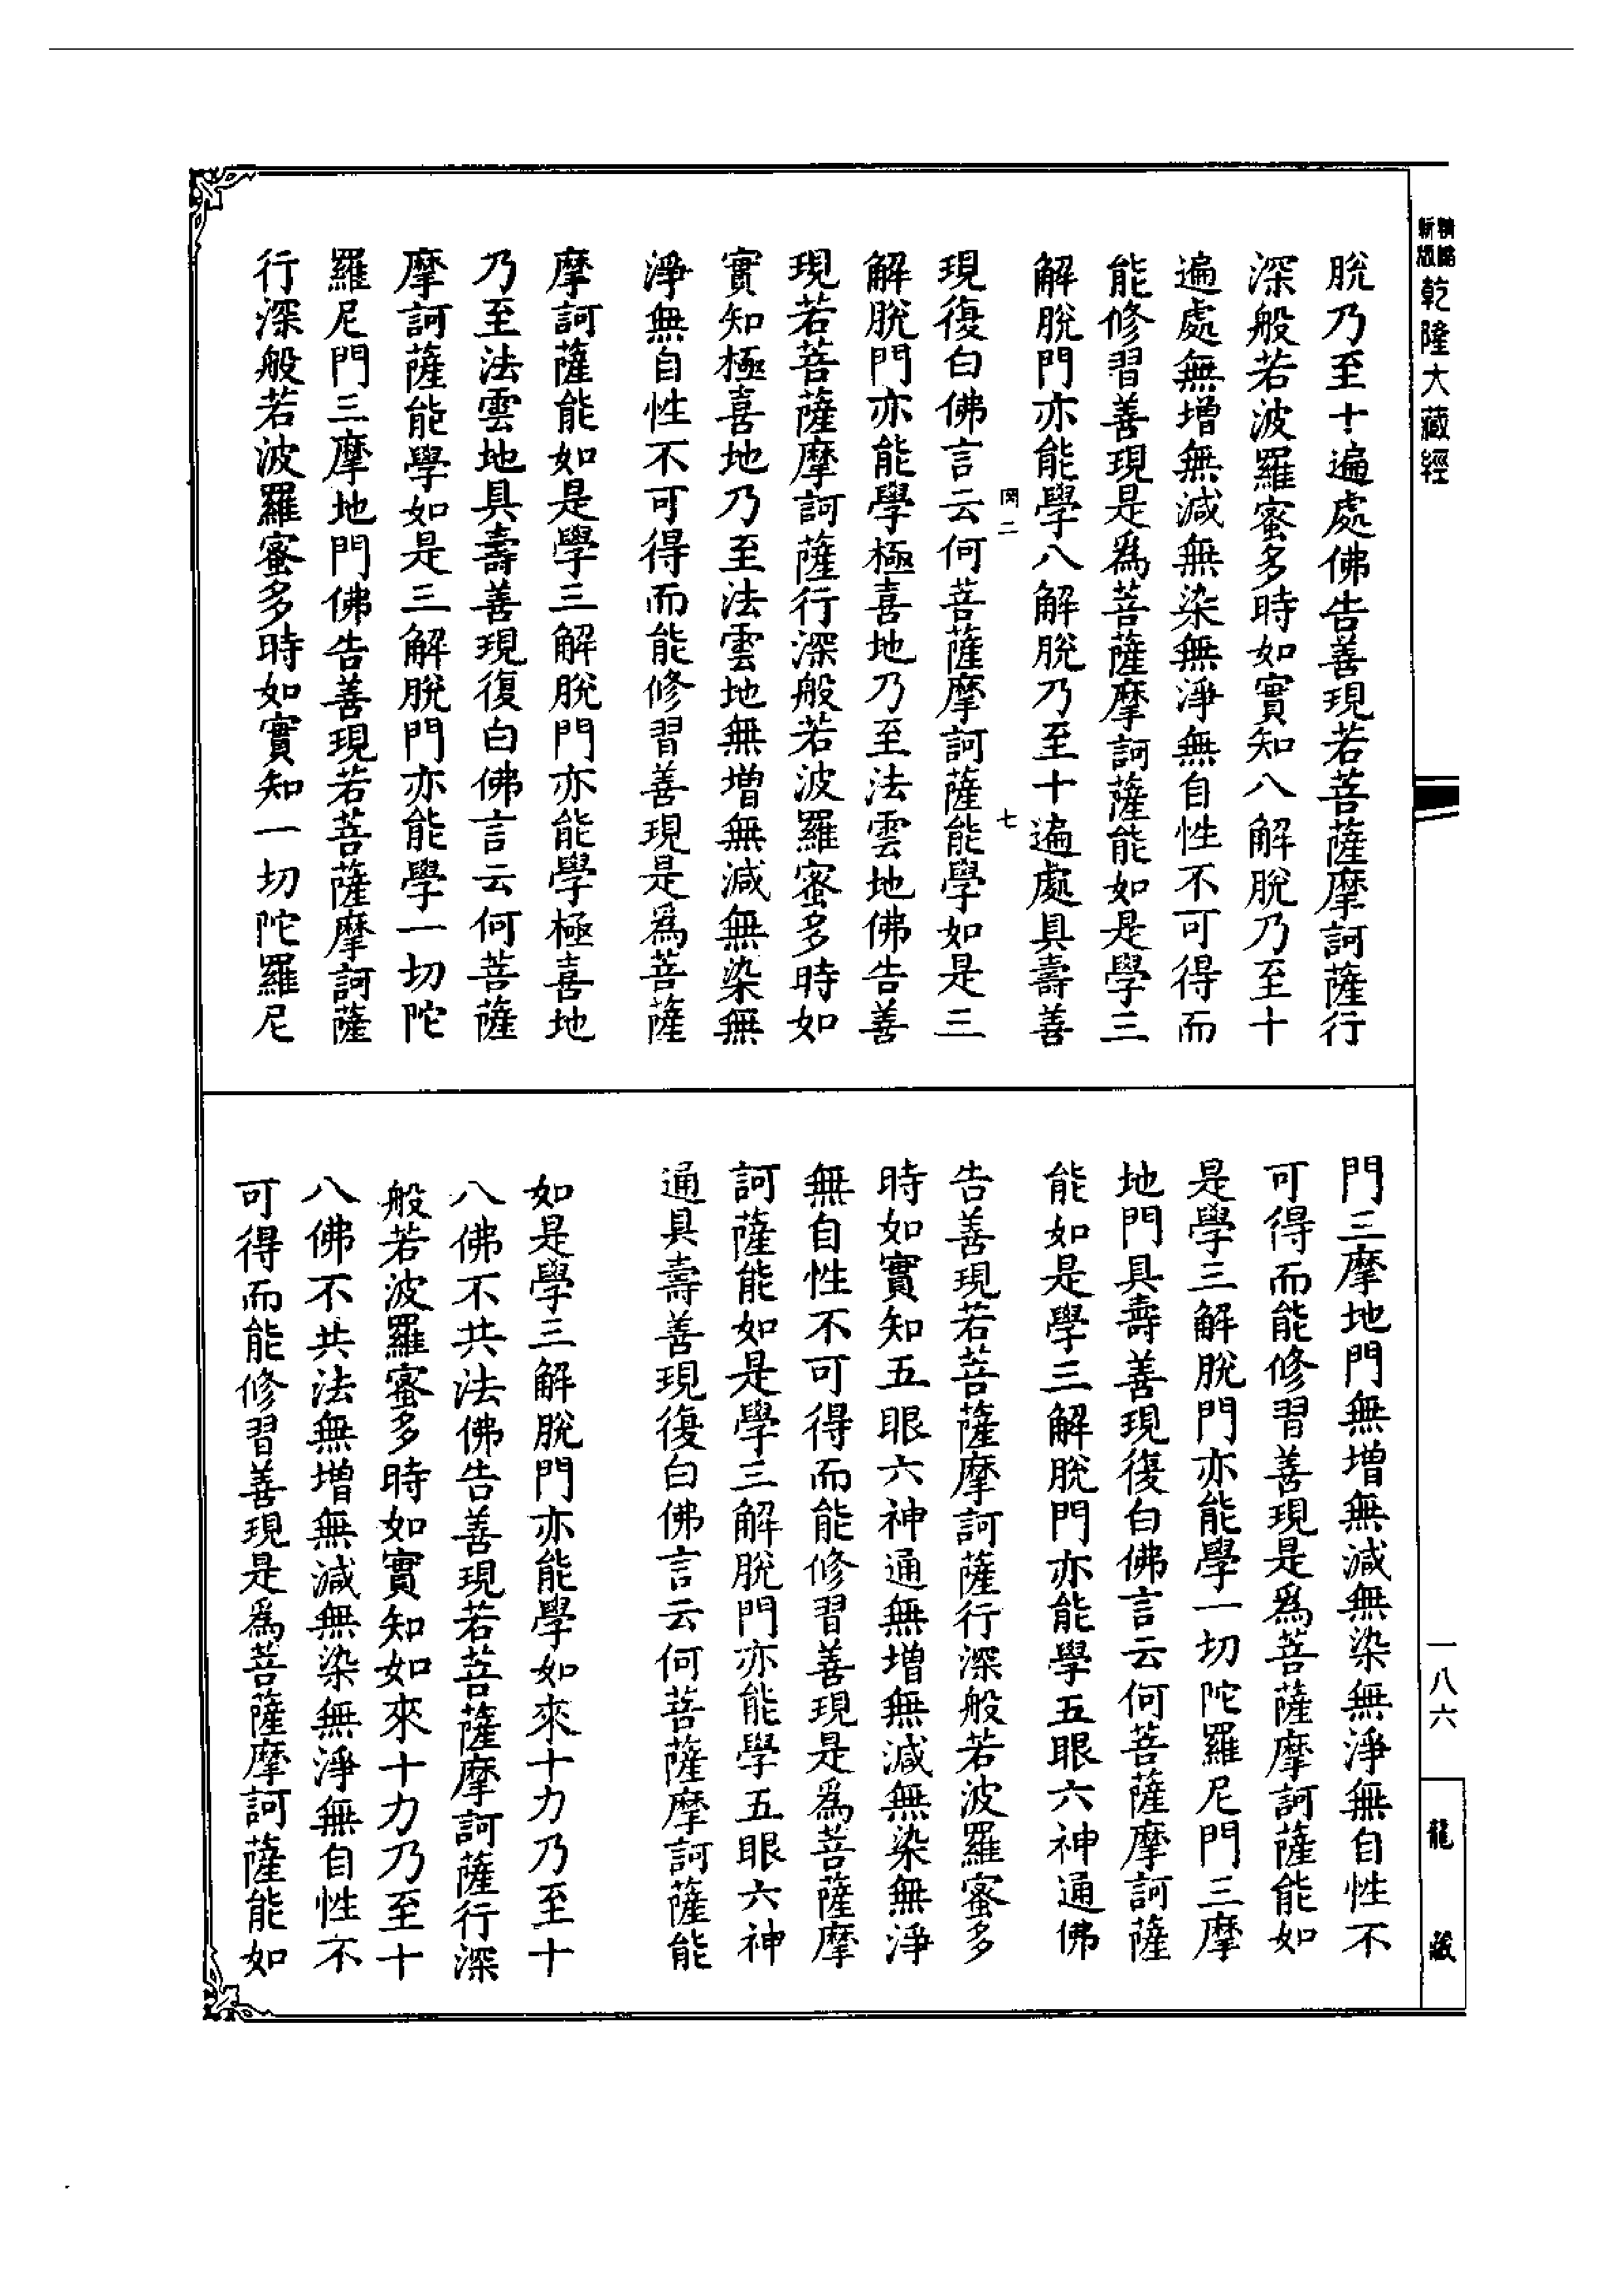 新版
精縮
乾隆大藏經
脫乃至十遍處佛告善現若菩薩摩訶薩行
深般若波羅蜜多時如實知八解脫乃至十
遍處無增無減無染無淨無自性不可得而
能修習善現是爲菩薩摩訶薩能如是學三
解脫門亦能學八解脫乃至十遍處具壽善
七
現復白佛言云何菩薩摩訶薩能學如是三
解脫門亦能學極喜地乃至法雲地佛告善
現若菩薩摩訶薩行深般若波羅蜜多時如
實知極喜地乃至法雲地無增無減無染無
淨無自性不可得而能修習善現是爲菩薩
摩訶薩能如是學三解脫門亦能學極喜地
乃至法雲地具壽善現復白佛言云何菩薩
摩訶薩能學如是三解脫門亦能學一切陀
羅尼門三摩地門佛告善現若菩薩摩訶薩
行深般若波羅蜜多時如實知一切陀羅尼
門三摩地門無增無減無染無淨無自性不
可得而能修習善現是爲菩薩摩訶薩能如
是學三解脫門亦能學一切陀羅尼門三摩
地門具壽善現復白佛言云何菩薩摩訶薩
能如是學三解脫門亦能學五眼六神通佛
告善現若菩薩摩訶薩行深般若波羅蜜多
時如實知五眼六神通無增無減無染無淨
無自性不可得而能修習善現是爲菩薩摩
訶薩能如是學三解脫門亦能學五眼六神
通具壽善現復白佛言云何菩薩摩訶薩能
如是學三解脫門亦能學如來十力乃至十
八佛不共法佛告善現若菩薩摩訶薩行深
般若波羅蜜多時如實知如來十力乃至十
八佛不共法無增無減無染無淨無自性不
可得而能修習善現是爲菩薩摩訶薩能如
一八六
龍藏